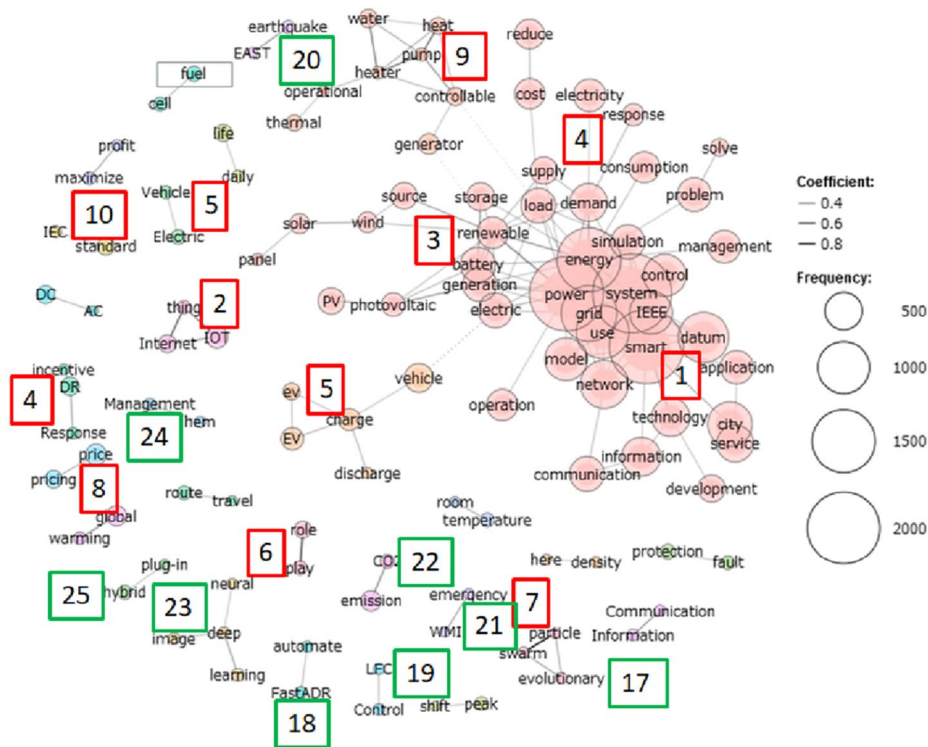 earthquake
EAST
20
water
heat
pump
9
heater
operational
controllable
thermal
generator
fuel
cell
life
daily
profit
maximize
10
Vehicle
5
Electric
IEC
standard
DC
AC
thing
2
Internet
IOT
reduce
cost
electricity
response
4
supply
consumption
solve
problem
source
storage
load
demand
solar
wind
3
renewable
simulation
management
panel
battery
energy
control
generation
PV
photovoltaic
electric
power
system
grid
IEEE
use
smart
datum
model
application
1
network
operation
technology
city
service
information
communication
development
vehicle
ev
5
charge
EV
discharge
incentive
4
DR
Response
Management
hem
24
price
pricing
8
global
warming
route
travel
room
temperature
role
6
play
plug-in
hybrid
25
neural
23
image
deep
learning
CO2
22
emission
emergency
WMI
21
7
particle
swarm
evolutionary
17
here
density
protection
fault
Communication
Information
automate
FastADR
18
LFC
19
Control
shift
peak
Coefficient:
0.4
0.6
0.8
Frequency:
500
1000
1500
2000